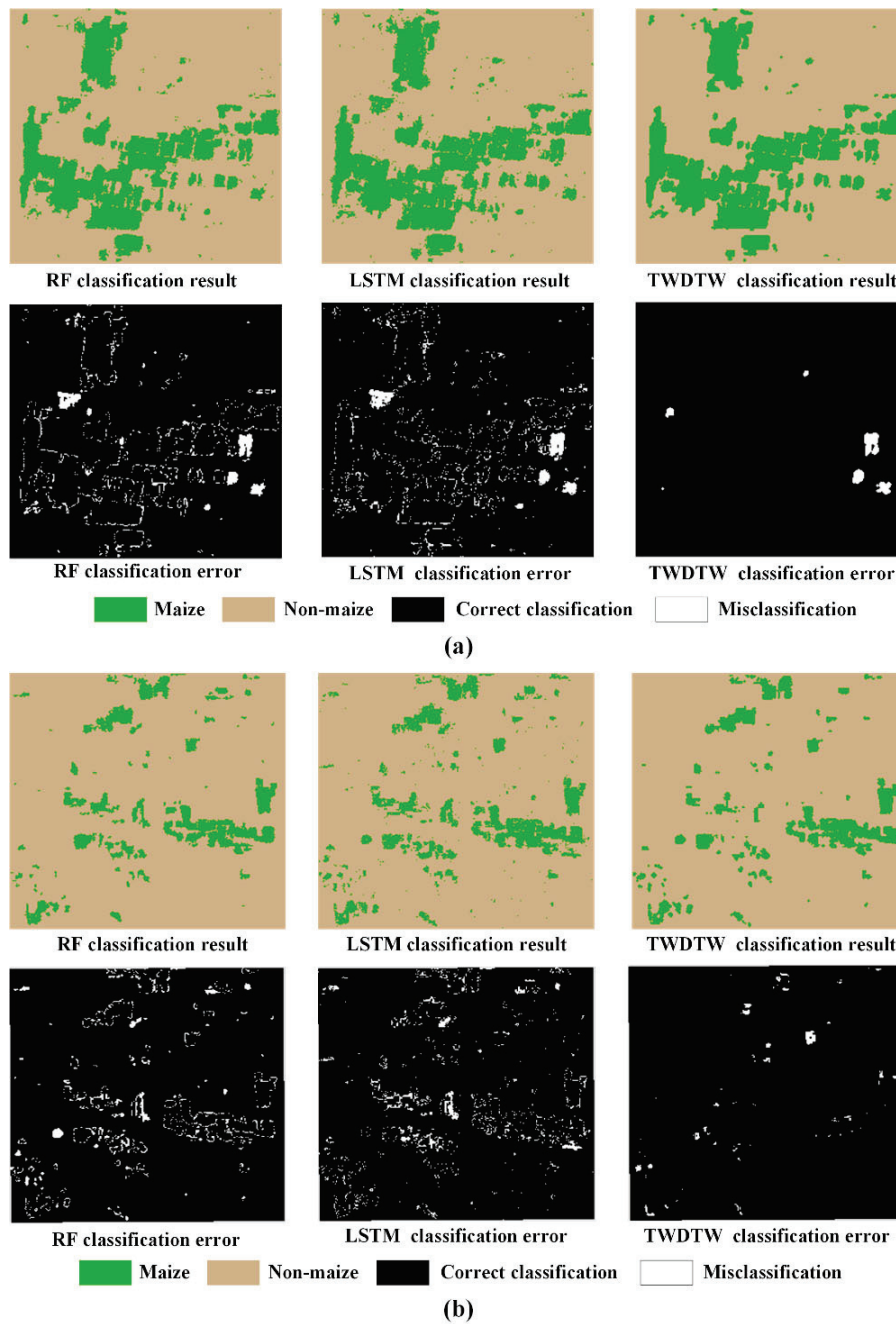 RF classification result
LSTM classification result
TWDTW classification result
RF classification error
LSTM classification error
TWDTW classification error
Maize
Non-maize
Correct classification
Misclassification
(a)
RF classification result
LSTM classification result
TWDTW classification result
RF classification error
LSTM classification error
TWDTW classification error
Maize
Non-maize
Correct classification
Misclassification
(b)